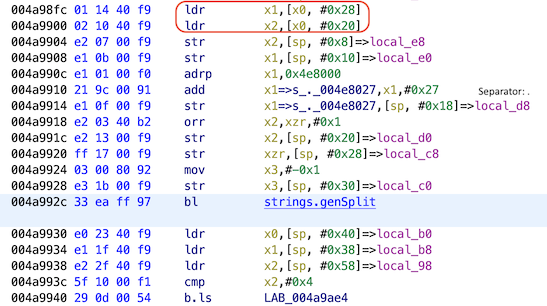 004a98fc 01 14 40 f9 ldr x1,[x0, #0x28]
004a9900 02 10 40 f9 ldr x2,[x0, #0x20]
004a9904 e2 07 00 f9 str x2,[sp, #0x8]=>local_e8
004a9908 e1 0b 00 f9 str x1,[sp, #0x10]=>local_e0
004a990c e1 01 00 f0 adrp x1,0x4e8000
004a9910 21 9c 00 91 add x1=>s_._004e8027,x1,#0x27 Separator: .
004a9914 e1 0f 00 f9 str x1=>s_._004e8027,[sp, #0x18]=>local_d8
004a9918 e2 03 40 b2 orr x2,xzr,#0x1
004a991c e2 13 00 f9 str x2,[sp, #0x20]=>local_d0
004a9920 ff 17 00 f9 str xzr,[sp, #0x28]=>local_c8
004a9924 03 00 80 92 mov x3,#-0x1
004a9928 e3 1b 00 f9 str x3,[sp, #0x30]=>local_c0
004a992c 33 ea ff 97 bl strings.genSplit
004a9930 e0 23 40 f9 ldr x0,[sp, #0x40]=>local_b0
004a9934 e1 1f 40 f9 ldr x1,[sp, #0x38]=>local_b8
004a9938 e2 2f 40 f9 ldr x2,[sp, #0x58]=>local_98
004a993c 5f 10 00 f1 cmp x2,#0x4
004a9940 29 0d 00 54 b.ls LAB_004a9ae4